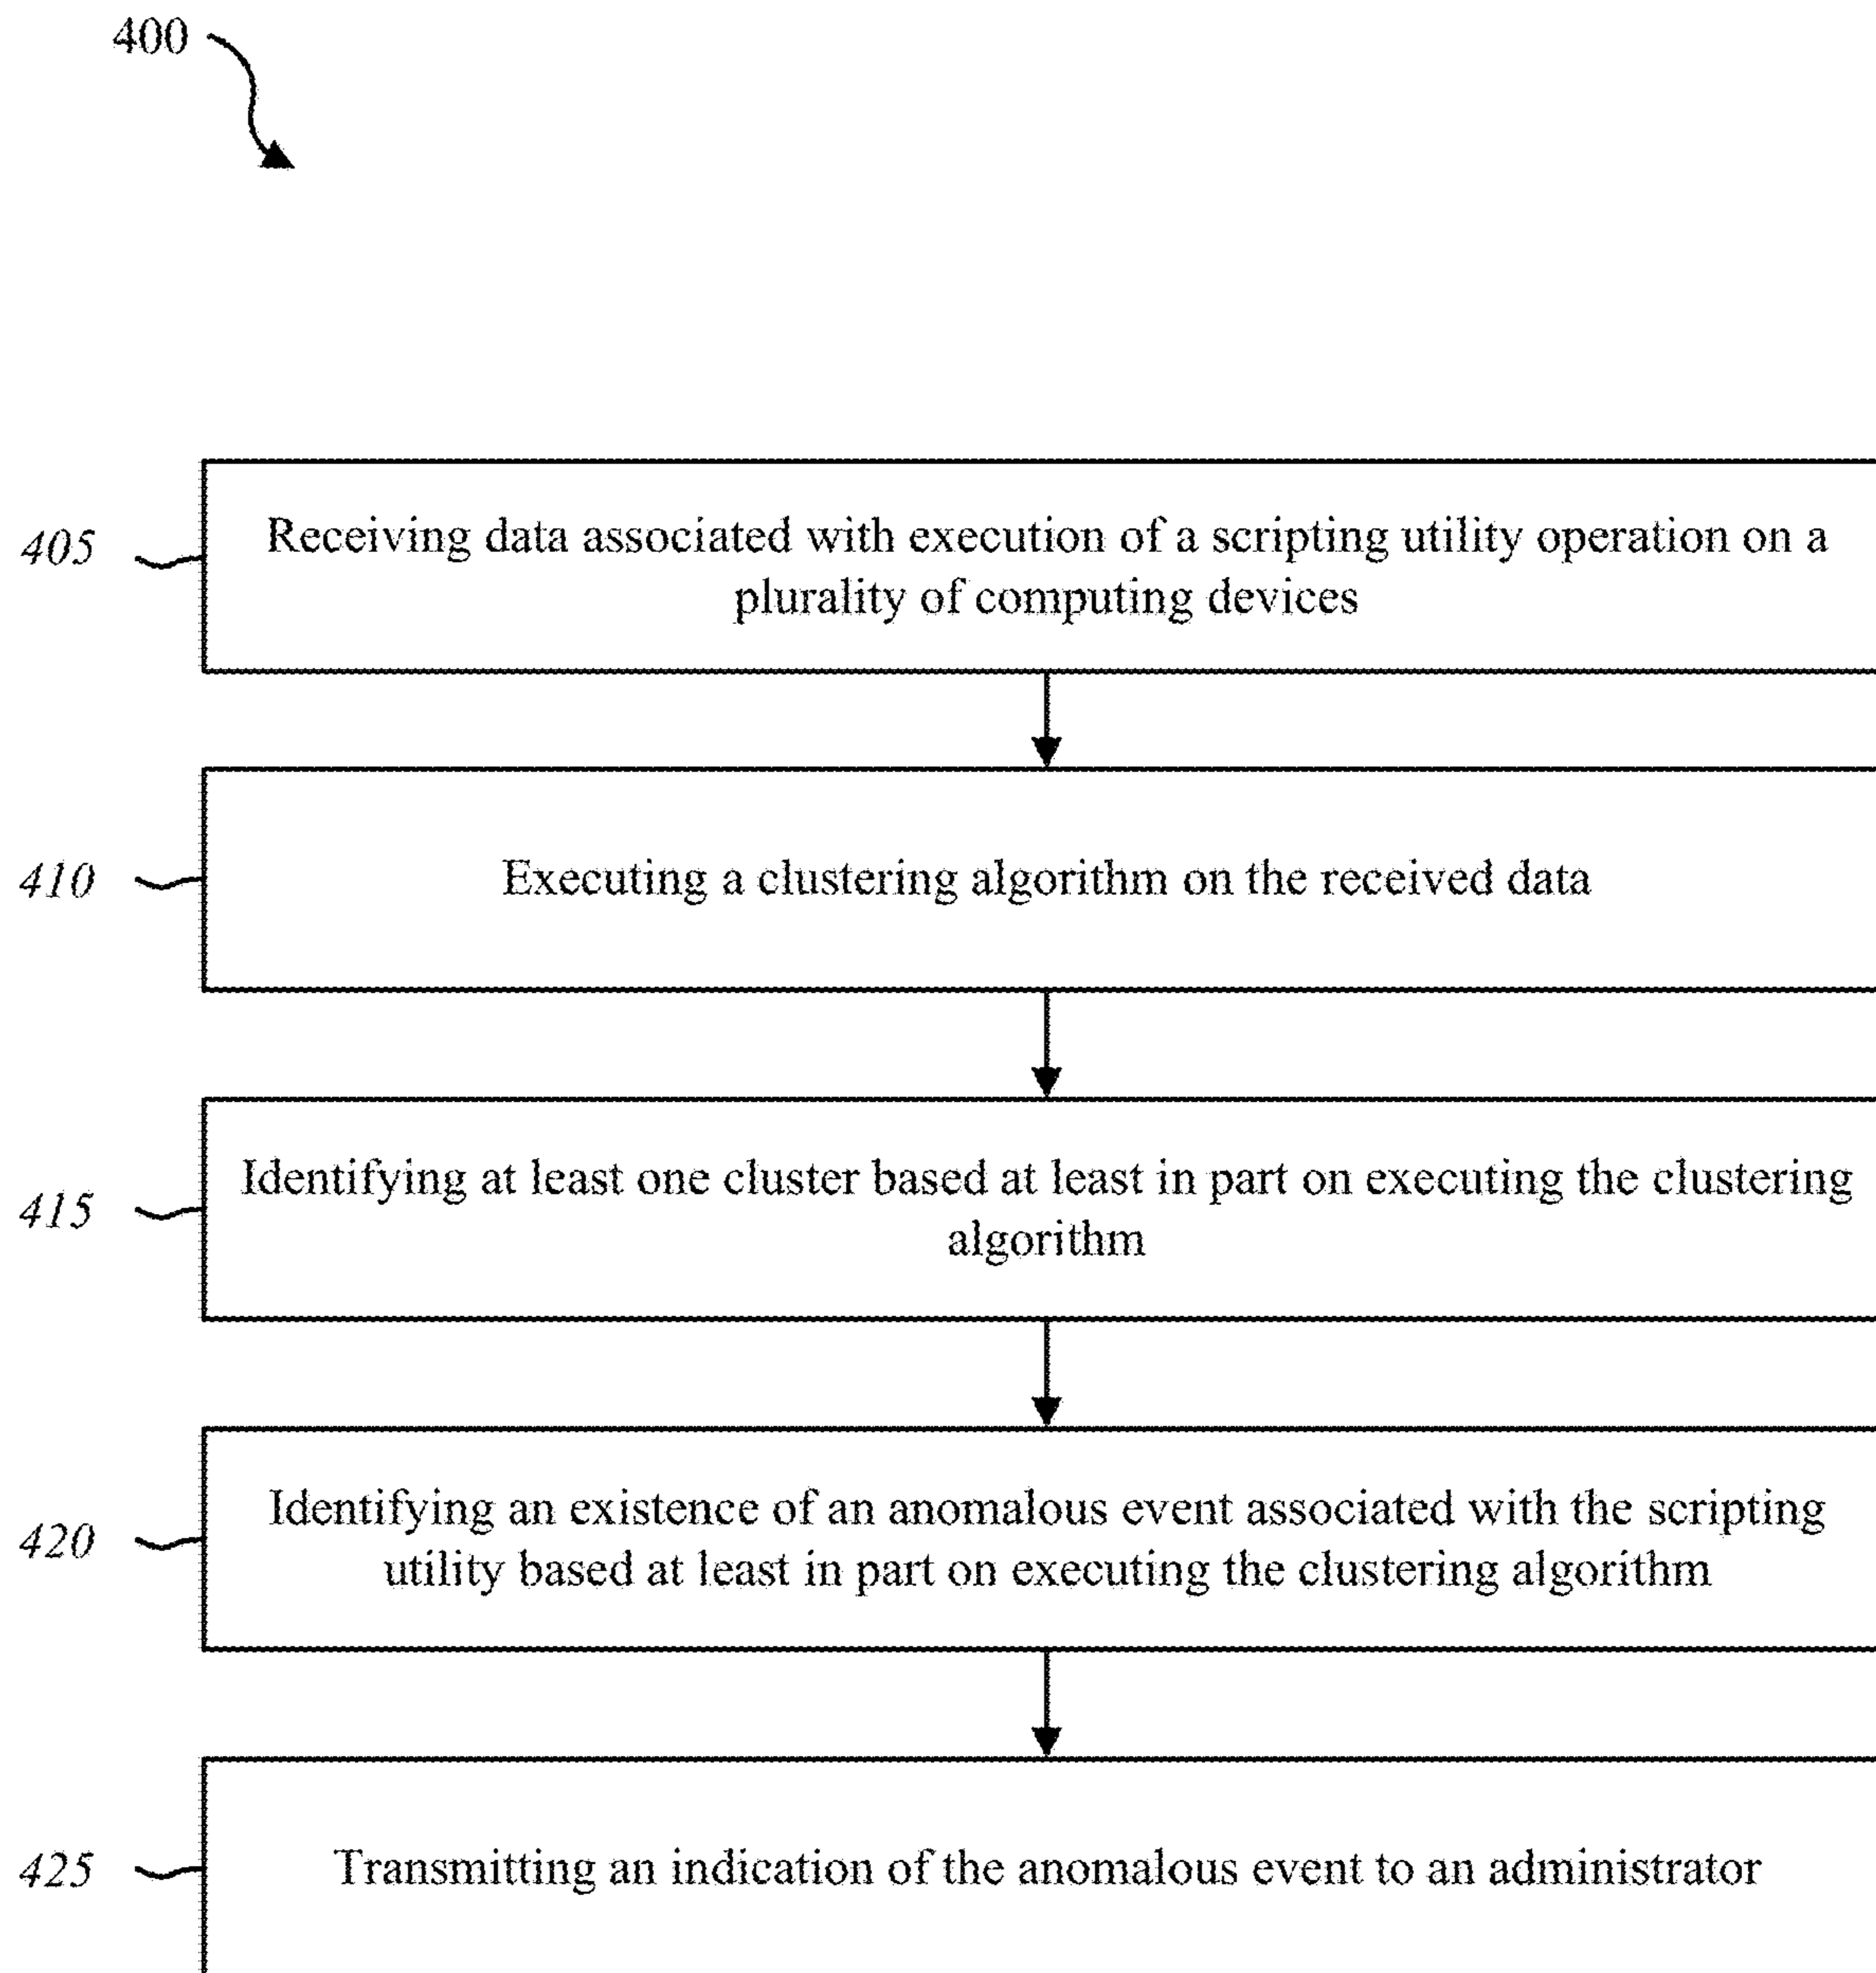 400
405
Receiving data associated with execution of a scripting utility operation on a
plurality of computing devices
410
Executing a clustering algorithm on the received data
415
Identifying at least one cluster based at least in part on executing the clustering
algorithm
420
Identifying an existence of an anomalous event associated with the scripting
utility based at least in part on executing the clustering algorithm
425
Transmitting an indication of the anomalous event to an administrator